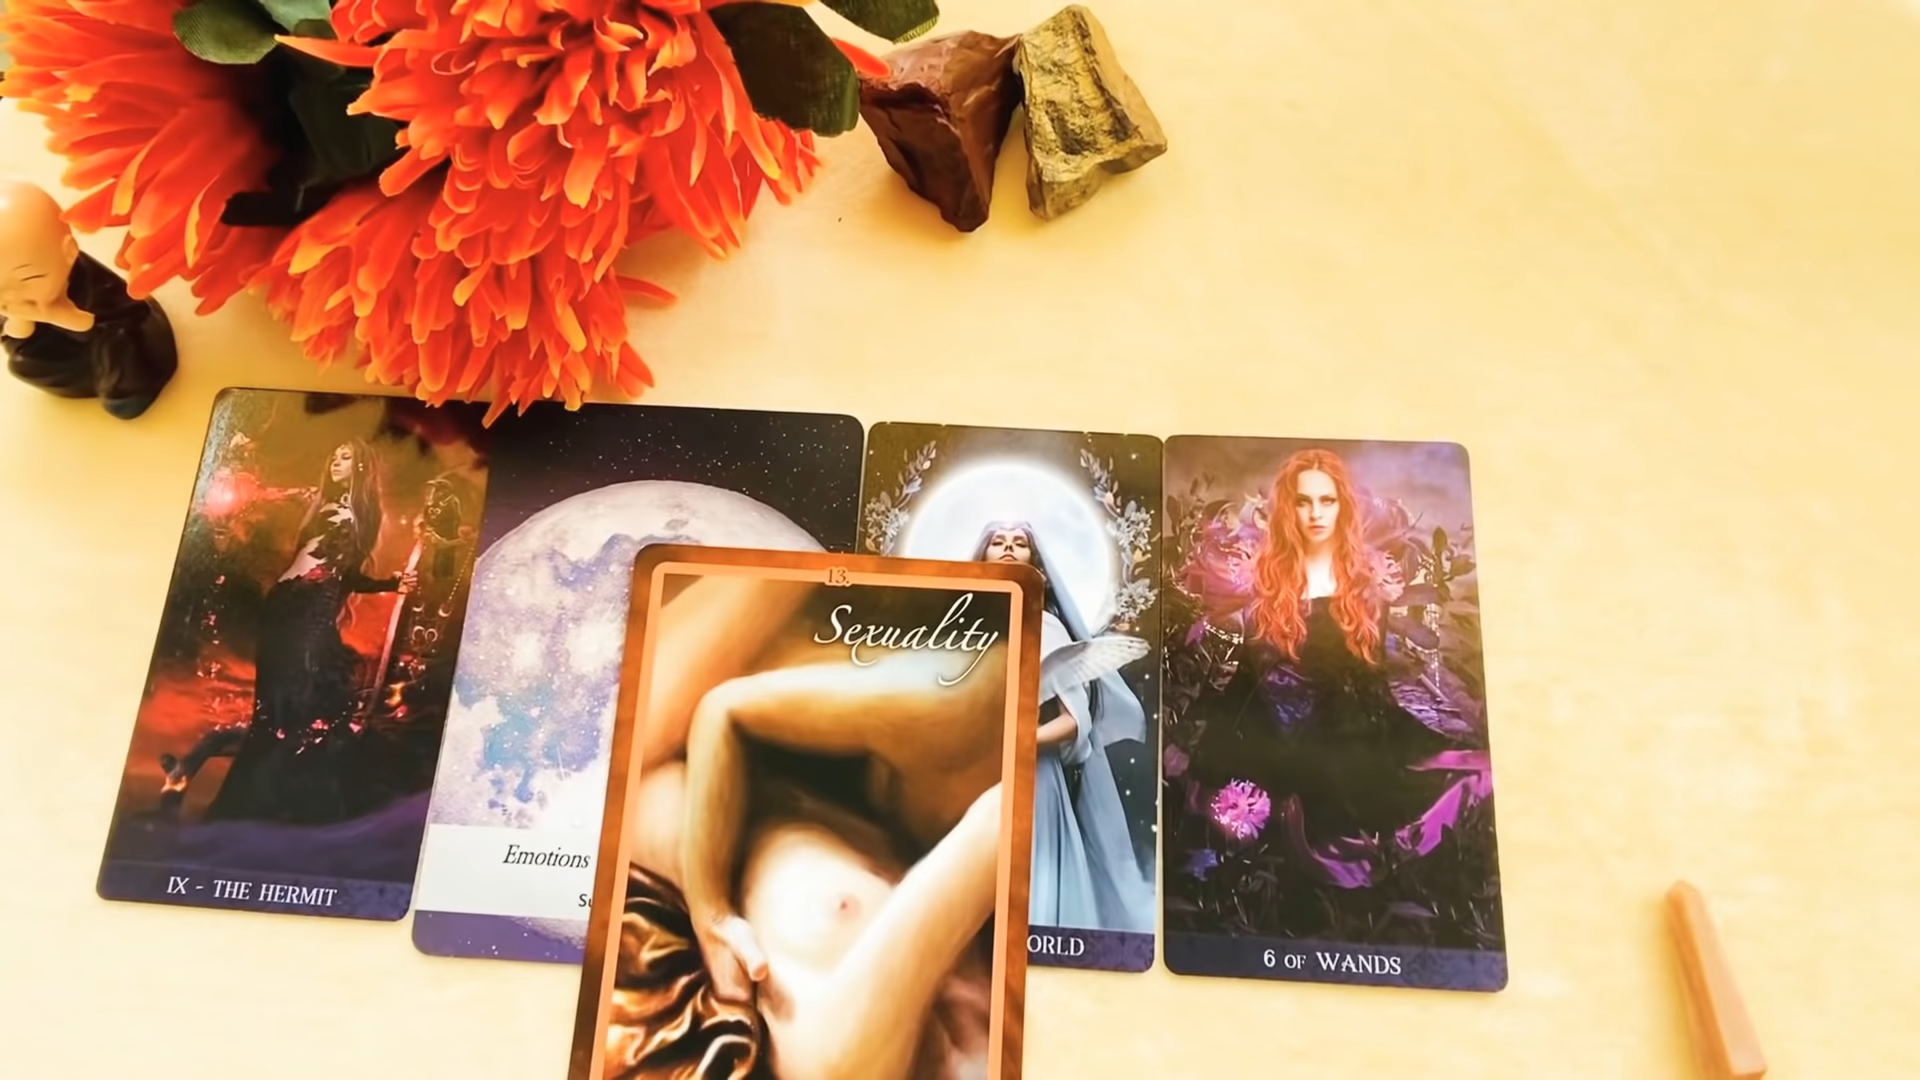 13.
Sexuality
IX - THE HERMIT
Emotions
ORLD
6 OF WANDS